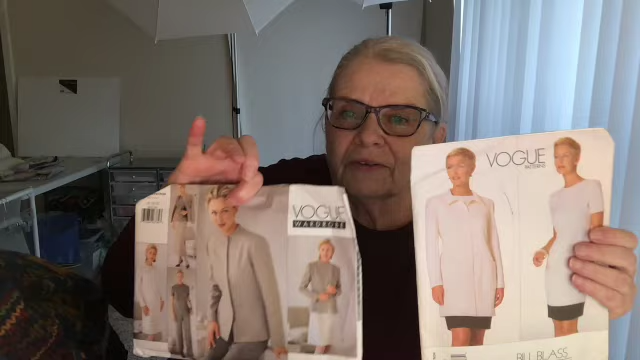 VOGUE
WARDROBE
VOGUE
PATTERNS
BILL BLASS